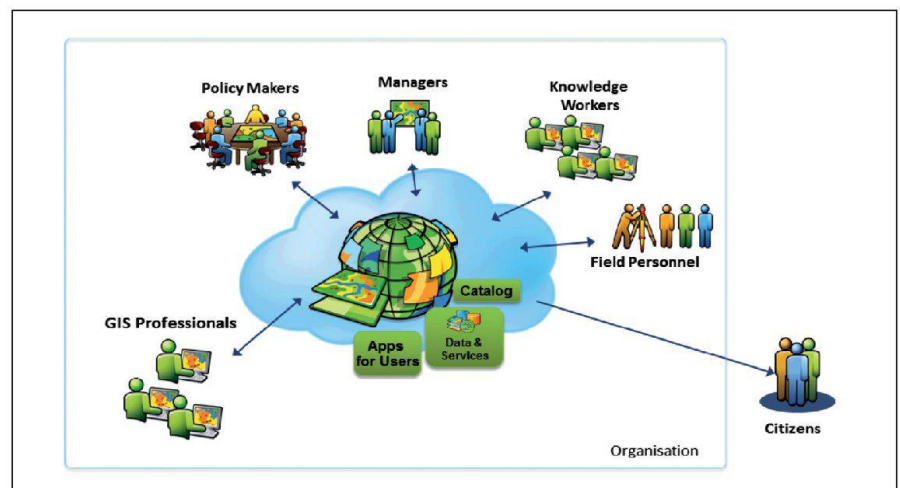 Policy Makers
Managers
Knowledge
Workers
Field Personnel
Catalog
GIS Professionals
Apps
for Users
Data &
Services
Citizens
Organisation